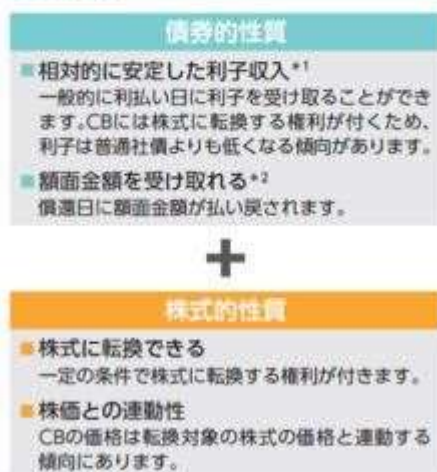 債券的性質
■相対的に安定した利子収入*1
一般的に利払い日に利子を受け取ることができ
ます。CBには株式に転換する権利が付くため、
利子は普通社債よりも低くなる傾向があります。
■額面金額を受け取れる*2
償還日に額面金額が払い戻されます。
+
株式的性質
■株式に転換できる
一定の条件で株式に転換する権利が付きます。
■株価との連動性
CBの価格は転換対象の株式の価格と連動する
傾向にあります。